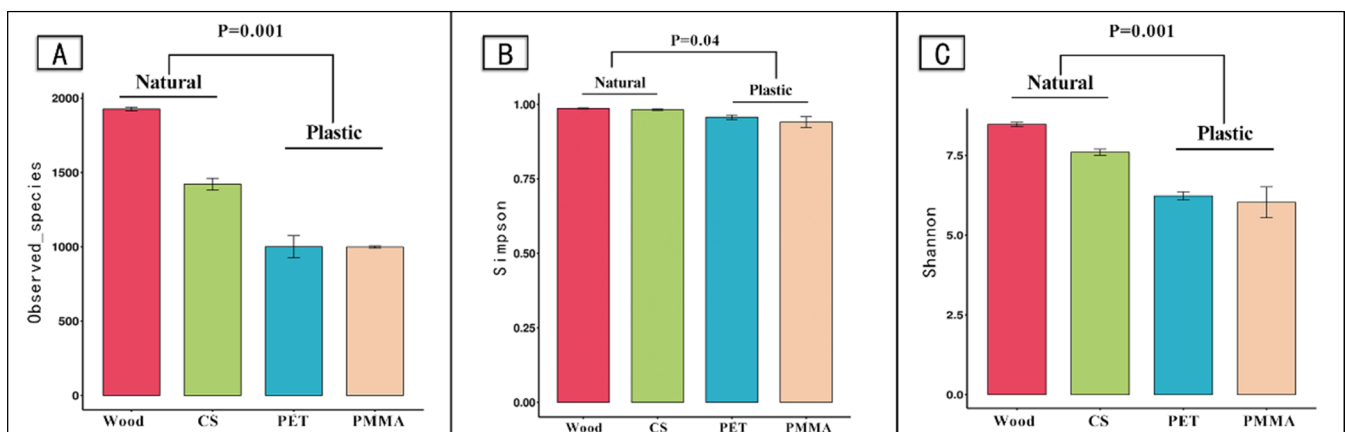 A
P=0.001
Natural
Plastic
2000
1500
1000
500
0
Observed_species
Wood CS PET PMMA
B
P=0.04
Natural
Plastic
1.00
0.75
0.50
0.25
0.00
Simpson
Wood CS PET PMMA
C
P=0.001
Natural
Plastic
7.5
5.0
2.5
0.0
Shannon
Wood CS PET PMMA